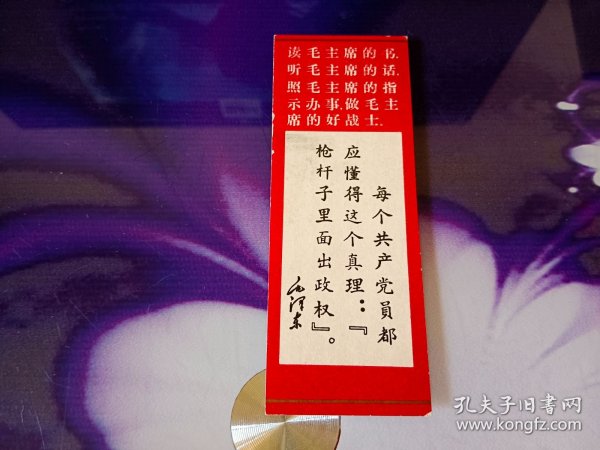 读毛主席的书,
听毛主席的话,
照毛主席的指
示办事,做毛主
席的好战士.
每个共产党員都
应懂得这个真理：『
枪杆子里面出政权』。
毛泽东
孔夫子旧书网
www.kongfz.com